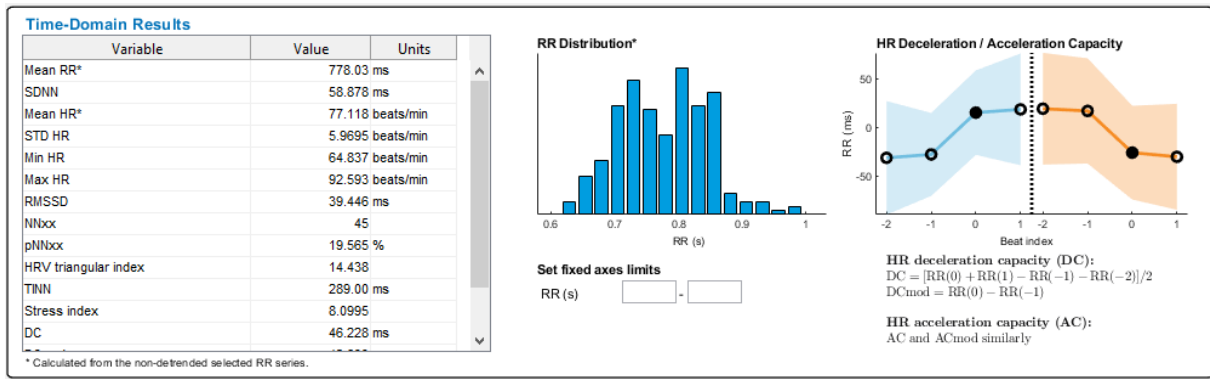 Time-Domain Results
Variable Value Units
Mean RR* 778.03 ms
SDNN 58.878 ms
Mean HR* 77.118 beats/min
STD HR 5.9695 beats/min
Min HR 64.837 beats/min
Max HR 92.593 beats/min
RMSSD 39.446 ms
NNxx 45
pNNxx 19.565 %
HRV triangular index 14.438
TINN 289.00 ms
Stress index 8.0995
DC 46.228 ms
* Calculated from the non-detrended selected RR series.
RR Distribution*
0.6 0.7 0.8 0.9 1
RR (s)
Set fixed axes limits
RR (s) -
HR Deceleration / Acceleration Capacity
50
0
-50
RR (ms)
-2 -1 0 1 -2 -1 0 1
Beat index
HR deceleration capacity (DC):
DC = [RR(0) + RR(1) − RR(−1) − RR(−2)]/2
DCmod = RR(0) − RR(−1)
HR acceleration capacity (AC):
AC and ACmod similarly